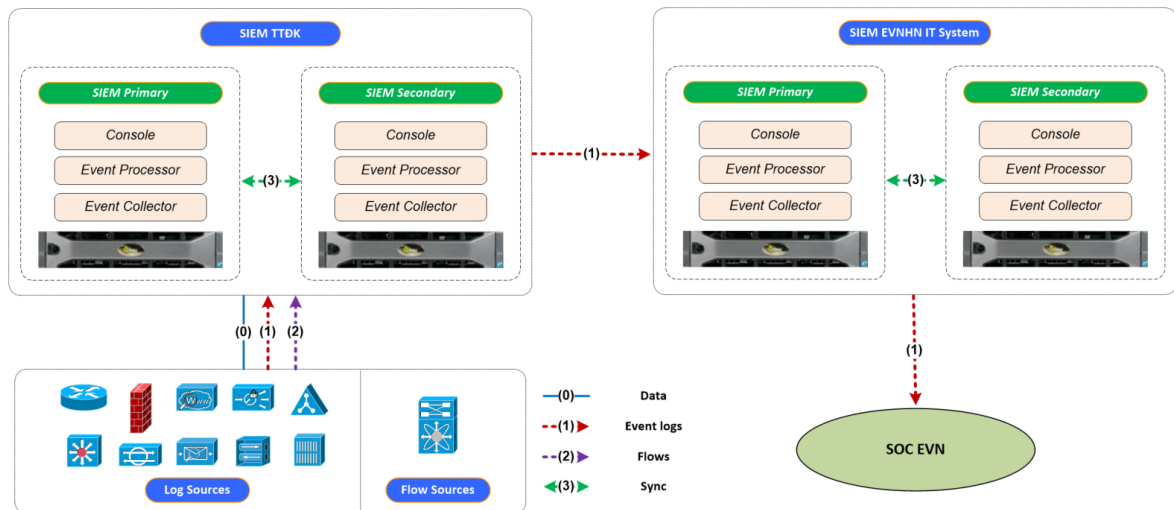 SIEM TTĐK
SIEM Primary
Console
Event Processor
Event Collector
(3)
SIEM Secondary
Console
Event Processor
Event Collector
(1)
SIEM EVNHN IT System
SIEM Primary
Console
Event Processor
Event Collector
(3)
SIEM Secondary
Console
Event Processor
Event Collector
(0)
(1)
(2)
(1)
Www
Log Sources
Flow Sources
(0) Data
(1) Event logs
(2) Flows
(3) Sync
SOC EVN